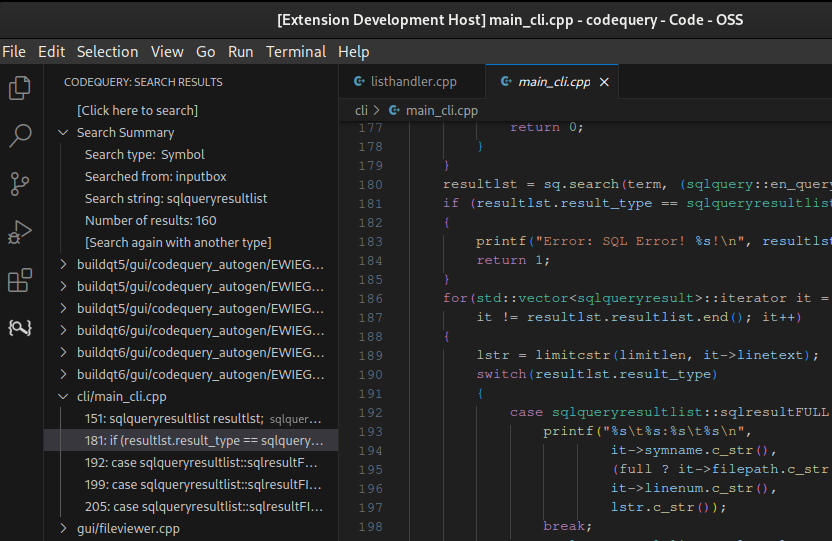 [Extension Development Host] main_cli.cpp - codequery - Code - OSS
File Edit Selection View Go Run Terminal Help
CODEQUERY: SEARCH RESULTS
[Click here to search]
Search Summary
Search type: Symbol
Searched from: inputbox
Search string: sqlqueryresultlist
Number of results: 160
[Search again with another type]
buildqt5/gui/codequery_autogen/EWIEG...
buildqt5/gui/codequery_autogen/EWIEG...
buildqt5/gui/codequery_autogen/EWIEG...
buildqt6/gui/codequery_autogen/EWIEG...
buildqt6/gui/codequery_autogen/EWIEG...
buildqt6/gui/codequery_autogen/EWIEG...
cli/main_cli.cpp
151: sqlqueryresultlist resultlst; sqlquer...
181: if (resultlst.result_type == sqlquery...
192: case sqlqueryresultlist::sqlresultF...
199: case sqlqueryresultlist::sqlresultFI...
205: case sqlqueryresultlist::sqlresultFI...
gui/fileviewer.cpp
listhandler.cpp main_cli.cpp
cli > main_cli.cpp
177 return 0;
178 }
179 }
180 resultlst = sq.search(term, (sqlquery::en_query
181 if (resultlst.result_type == sqlqueryresultlist
182 {
183 printf("Error: SQL Error! %s!\n", resultlst
184 return 1;
185 }
186 for(std::vector<sqlqueryresult>::iterator it =
187 it != resultlst.resultlist.end(); it++)
188 {
189 lstr = limitcstr(limitlen, it->linetext);
190 switch(resultlst.result_type)
191 {
192 case sqlqueryresultlist::sqlresultFULL
193 printf("%s\t%s:%s\t%s\n",
194 it->symname.c_str(),
195 (full ? it->filepath.c_str
196 it->linenum.c_str(),
197 lstr.c_str());
198 break;